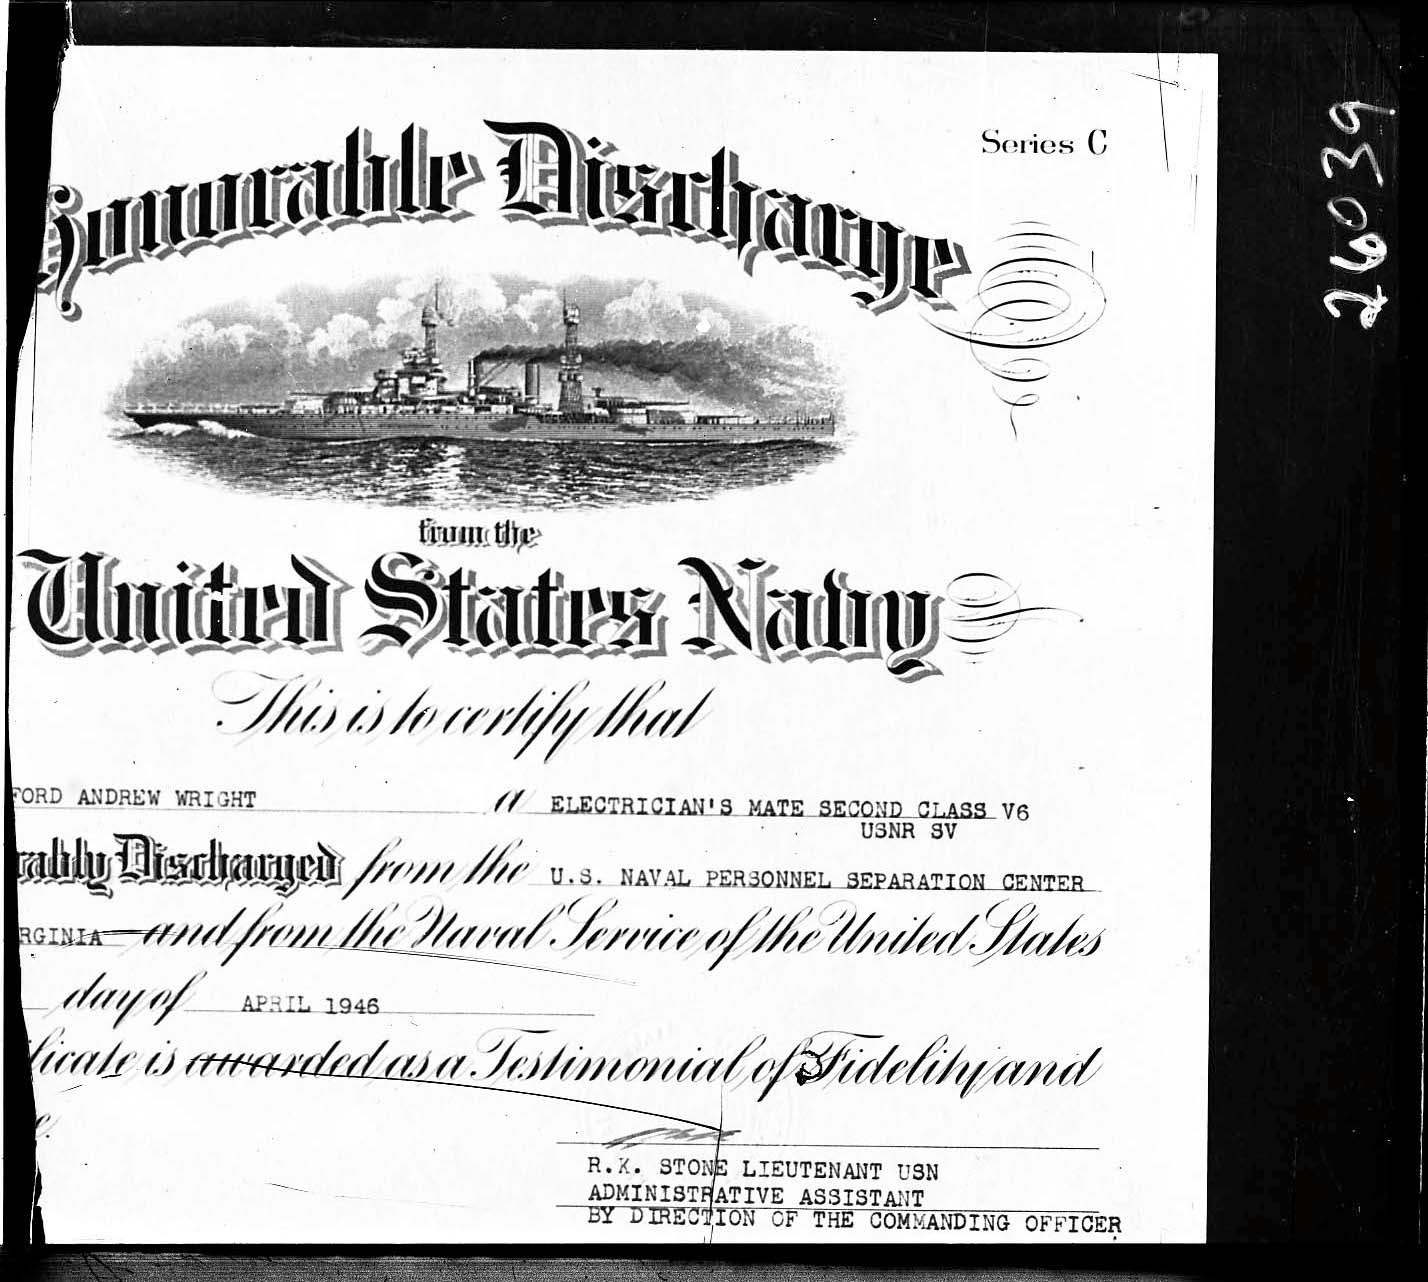 Series C
Honorable Discharge
from the
United States Navy
This is to certify that
FORD ANDREW WRIGHT a ELECTRICIAN'S MATE SECOND CLASS V6
USNR SV
rably Discharged from the U.S. NAVAL PERSONNEL SEPARATION CENTER
RGINIA and from the Naval Service of the United States
day of APRIL 1946
ficate is awarded as a Testimonial of Fidelity and
e.
R.K. STONE LIEUTENANT USN
ADMINISTRATIVE ASSISTANT
BY DIRECTION OF THE COMMANDING OFFICER
26039